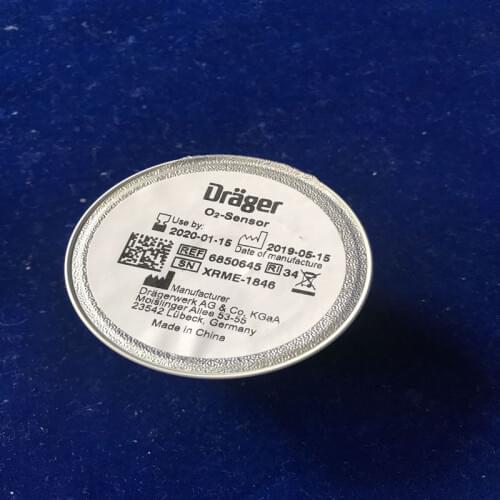 Dräger
O₂-Sensor
Use by:
2020-01-15
2019-05-15
Date of manufacture
REF 6850645 RI 34
SN XRME-1846
Manufacturer
Drägerwerk AG & Co. KGaA
Moislinger Allee 53-55
23542 Lübeck, Germany
Made in China